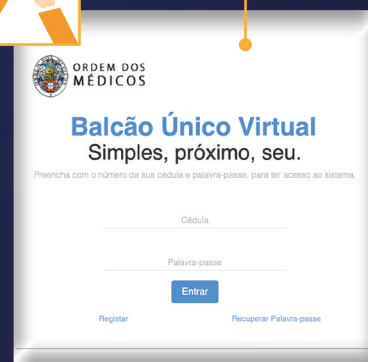 ORDEM DOS
MÉDICOS
Balcão Único Virtual
Simples, próximo, seu.
Preencha com o número da sua cédula e palavra-passe, para ter acesso ao sistema.
Cédula
Palavra-passe
Entrar
Registar Recuperar Palavra-passe